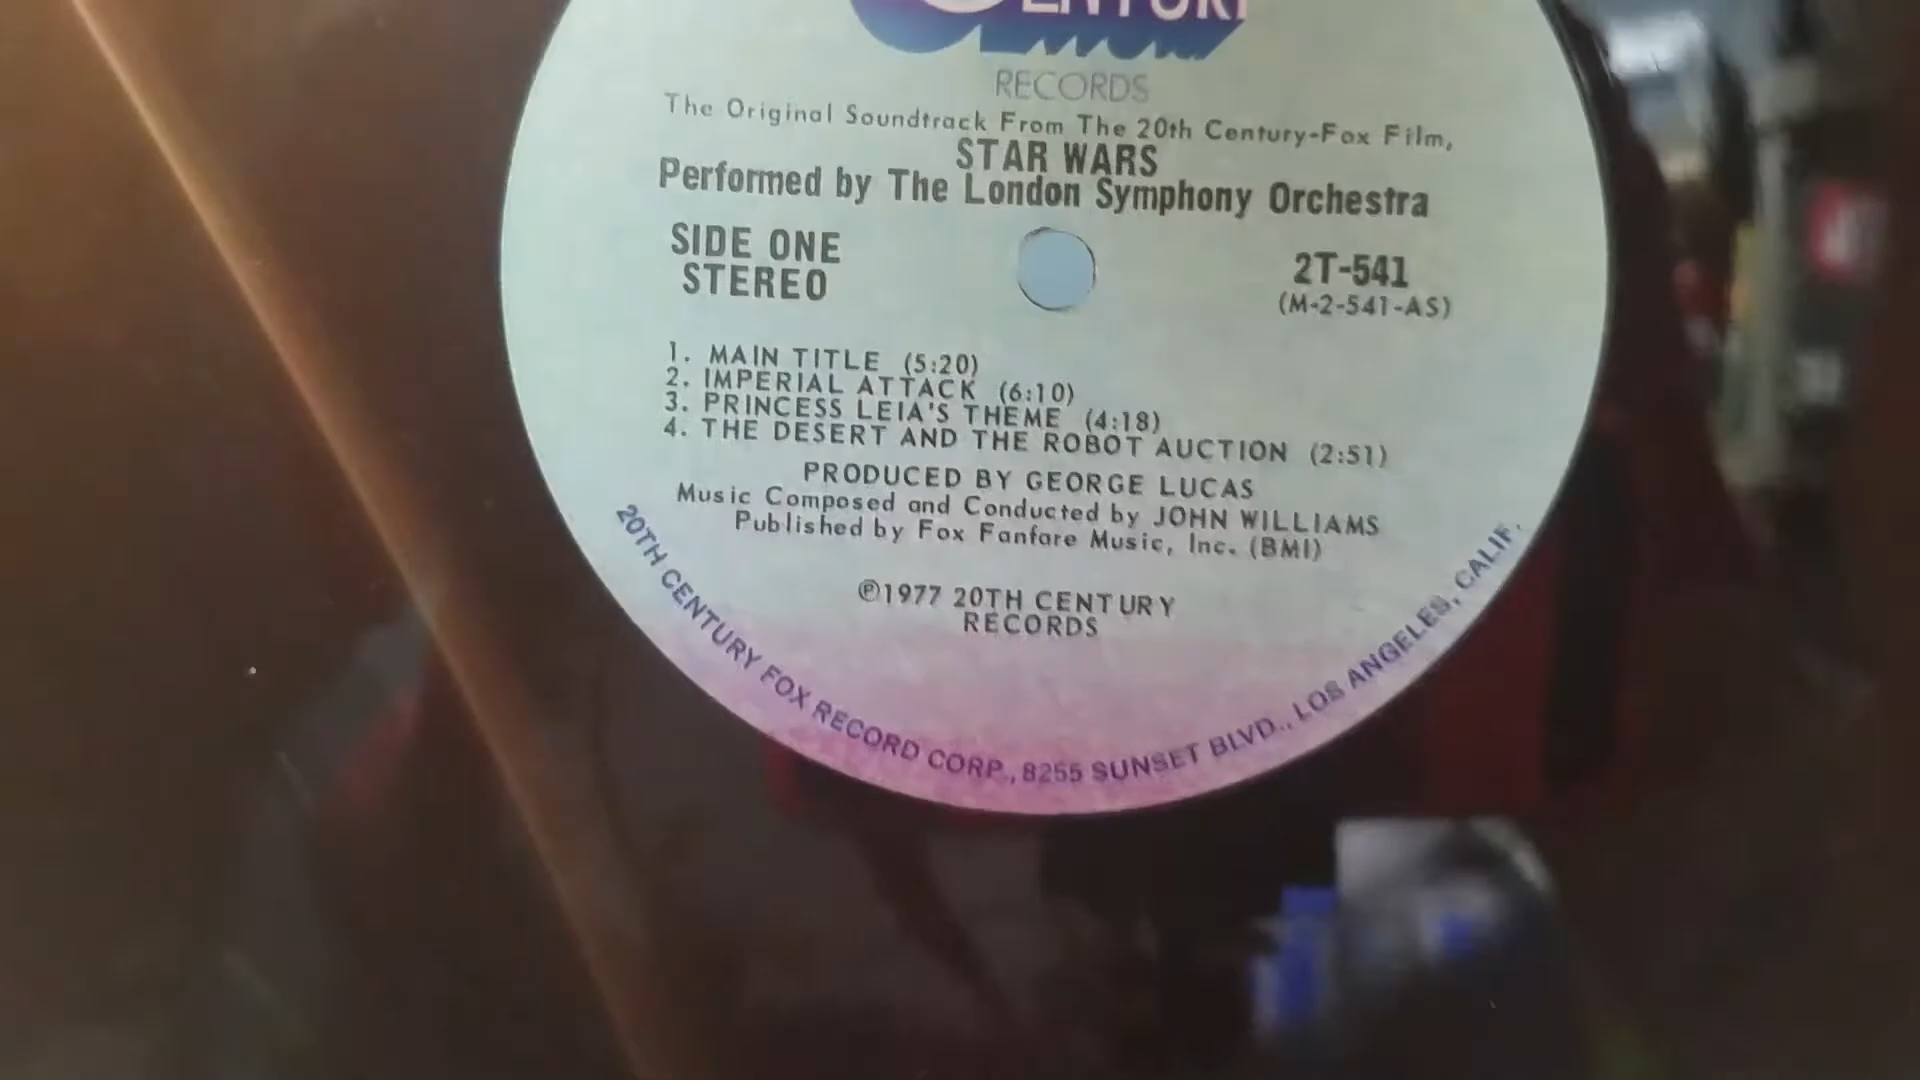 CENTURY
RECORDS
The Original Soundtrack From The 20th Century-Fox Film,
STAR WARS
Performed by The London Symphony Orchestra
SIDE ONE
STEREO
2T-541
(M-2-541-AS)
1. MAIN TITLE (5:20)
2. IMPERIAL ATTACK (6:10)
3. PRINCESS LEIA'S THEME (4:18)
4. THE DESERT AND THE ROBOT AUCTION (2:51)
PRODUCED BY GEORGE LUCAS
Music Composed and Conducted by JOHN WILLIAMS
Published by Fox Fanfare Music, Inc. (BMI)
℗1977 20TH CENTURY
RECORDS
20TH CENTURY FOX RECORD CORP., 8255 SUNSET BLVD., LOS ANGELES, CALIF.